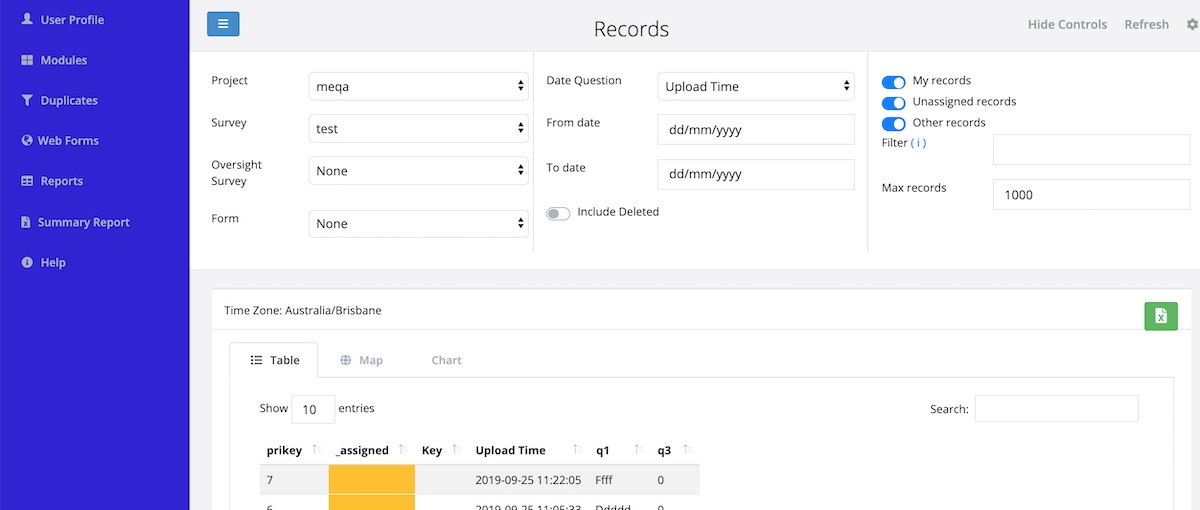 User Profile
Modules
Duplicates
Web Forms
Reports
Summary Report
Help
Records
Hide Controls
Refresh
Project
meqa
Survey
test
Oversight
Survey
None
Form
None
Date Question
Upload Time
From date
dd/mm/yyyy
To date
dd/mm/yyyy
Include Deleted
My records
Unassigned records
Other records
Filter ( i )
Max records
1000
Time Zone: Australia/Brisbane
Table
Map
Chart
Show 10 entries
Search:
prikey _assigned Key Upload Time q1 q3
7 2019-09-25 11:22:05 Ffff 0
6 2019-09-25 11:05:33 Ddddd 0